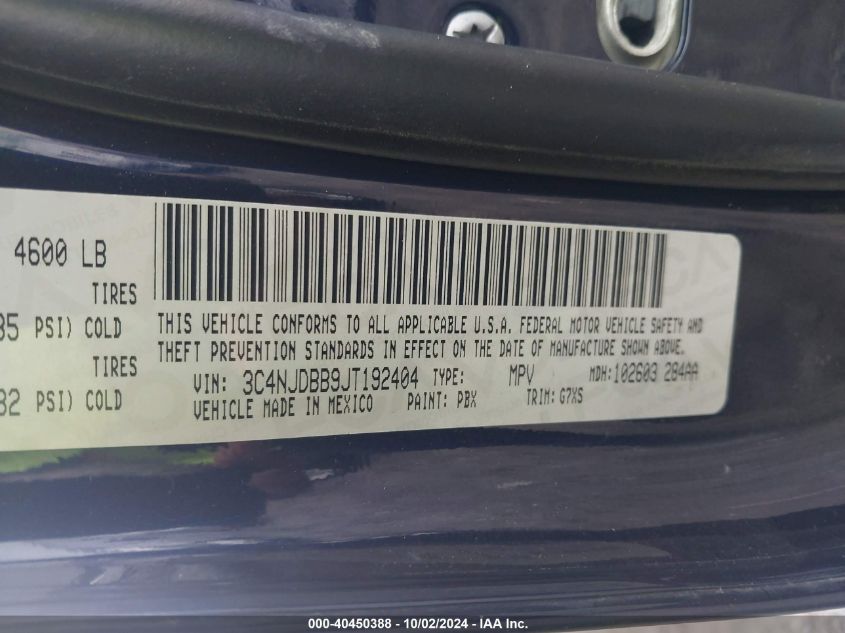 4600 LB
TIRES
35 PSI) COLD
TIRES
32 PSI) COLD
THIS VEHICLE CONFORMS TO ALL APPLICABLE U.S.A. FEDERAL MOTOR VEHICLE SAFETY AND
THEFT PREVENTION STANDARDS IN EFFECT ON THE DATE OF MANUFACTURE SHOWN ABOVE.
VIN: 3C4NJDBB9JT192404 TYPE: MPV MDH:102603 284AA
VEHICLE MADE IN MEXICO PAINT: PBX TRIM: G7XS
000-40450388 - 10/02/2024 - IAA Inc.